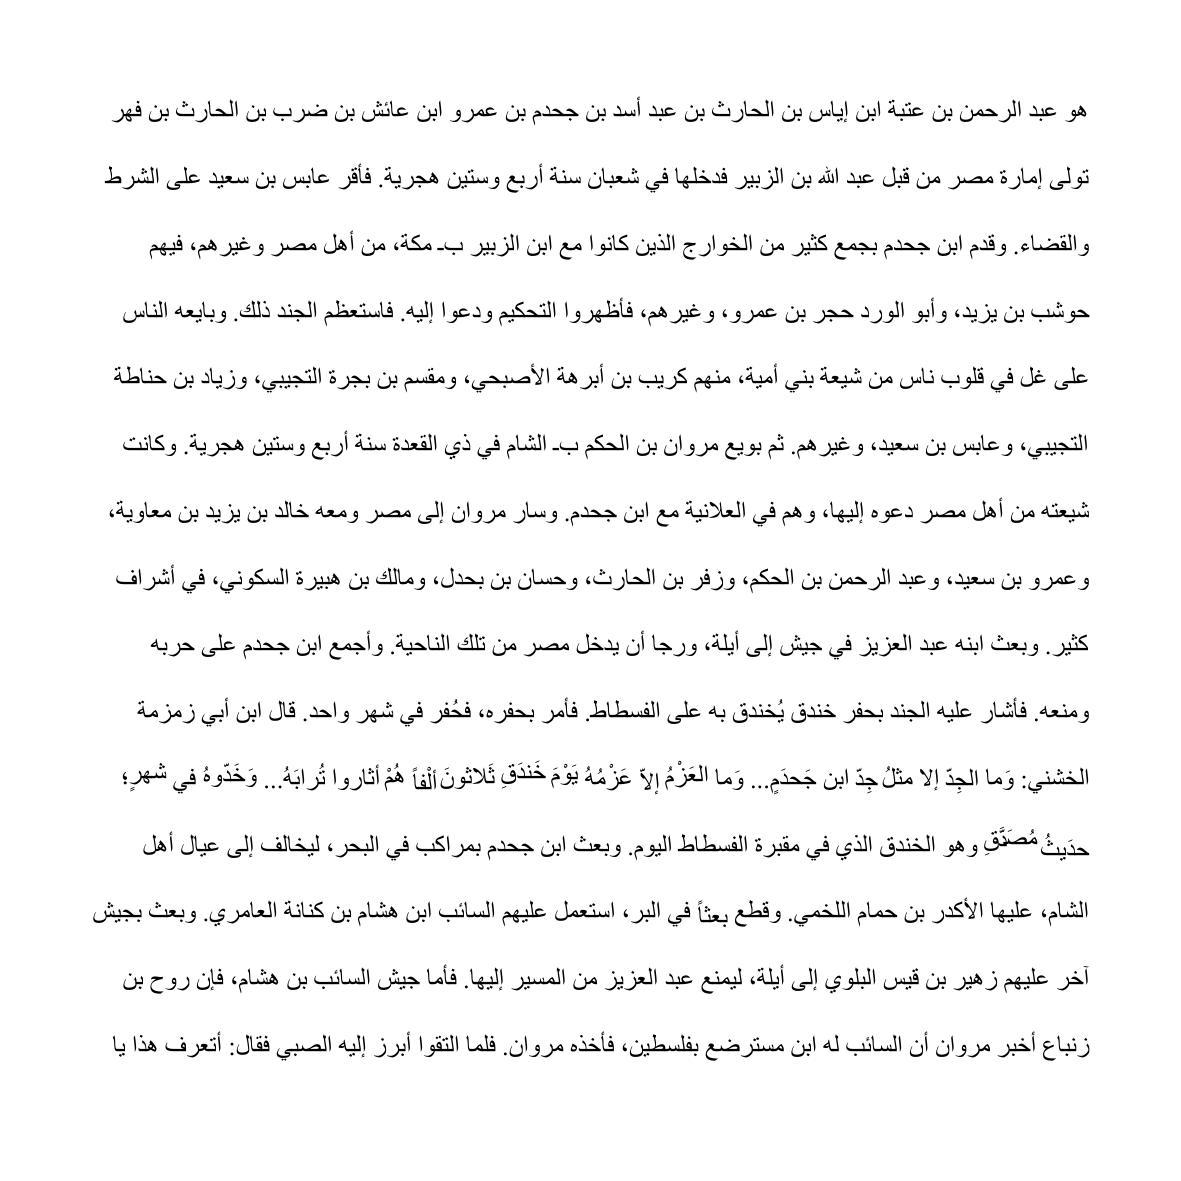 هو عبد الرحمن بن عتبة ابن إياس بن الحارث بن عبد أسد بن جحدم بن عمرو ابن عائش بن ضرب بن الحارث بن فهر
تولى إمارة مصر من قبل عبد الله بن الزبير فدخلها في شعبان سنة أربع وستين هجرية. فأقر عابس بن سعيد على الشرط
والقضاء. وقدم ابن جحدم بجمع كثير من الخوارج الذين كانوا مع ابن الزبير بـ مكة، من أهل مصر وغيرهم، فيهم
حوشب بن يزيد، وأبو الورد حجر بن عمرو، وغيرهم، فأظهروا التحكيم ودعوا إليه. فاستعظم الجند ذلك. وبايعه الناس
على غل في قلوب ناس من شيعة بني أمية، منهم كريب بن أبرهة الأصبحي، ومقسم بن بجرة التجيبي، وزياد بن حناطة
التجيبي، وعابس بن سعيد، وغيرهم. ثم بويع مروان بن الحكم بـ الشام في ذي القعدة سنة أربع وستين هجرية. وكانت
شيعته من أهل مصر دعوه إليها، وهم في العلانية مع ابن جحدم. وسار مروان إلى مصر ومعه خالد بن يزيد بن معاوية،
وعمرو بن سعيد، وعبد الرحمن بن الحكم، وزفر بن الحارث، وحسان بن بحدل، ومالك بن هبيرة السكوني، في أشراف
كثير. وبعث ابنه عبد العزيز في جيش إلى أيلة، ورجا أن يدخل مصر من تلك الناحية. وأجمع ابن جحدم على حربه
ومنعه. فأشار عليه الجند بحفر خندق يُخندق به على الفسطاط. فأمر بحفره، فحُفر في شهر واحد. قال ابن أبي زمزمة
الخشني: وَما الجِدّ إلا مثلُ جِدّ ابن جَحدَمٍ... وَما العَزْمُ إلاّ عَزْمُهُ يَوْمَ خَندَقِ ثَلاثونَ ألْفاً هُمْ أثاروا تُرابَهُ... وَخَدّوهُ في شهرٍ؛
حدَيثُ مُصَدَّقِ وهو الخندق الذي في مقبرة الفسطاط اليوم. وبعث ابن جحدم بمراكب في البحر، ليخالف إلى عيال أهل
الشام، عليها الأكدر بن حمام اللخمي. وقطع بعثاً في البر، استعمل عليهم السائب ابن هشام بن كنانة العامري. وبعث بجيش
آخر عليهم زهير بن قيس البلوي إلى أيلة، ليمنع عبد العزيز من المسير إليها. فأما جيش السائب بن هشام، فإن روح بن
زنباع أخبر مروان أن السائب له ابن مسترضع بفلسطين، فأخذه مروان. فلما التقوا أبرز إليه الصبي فقال: أتعرف هذا يا